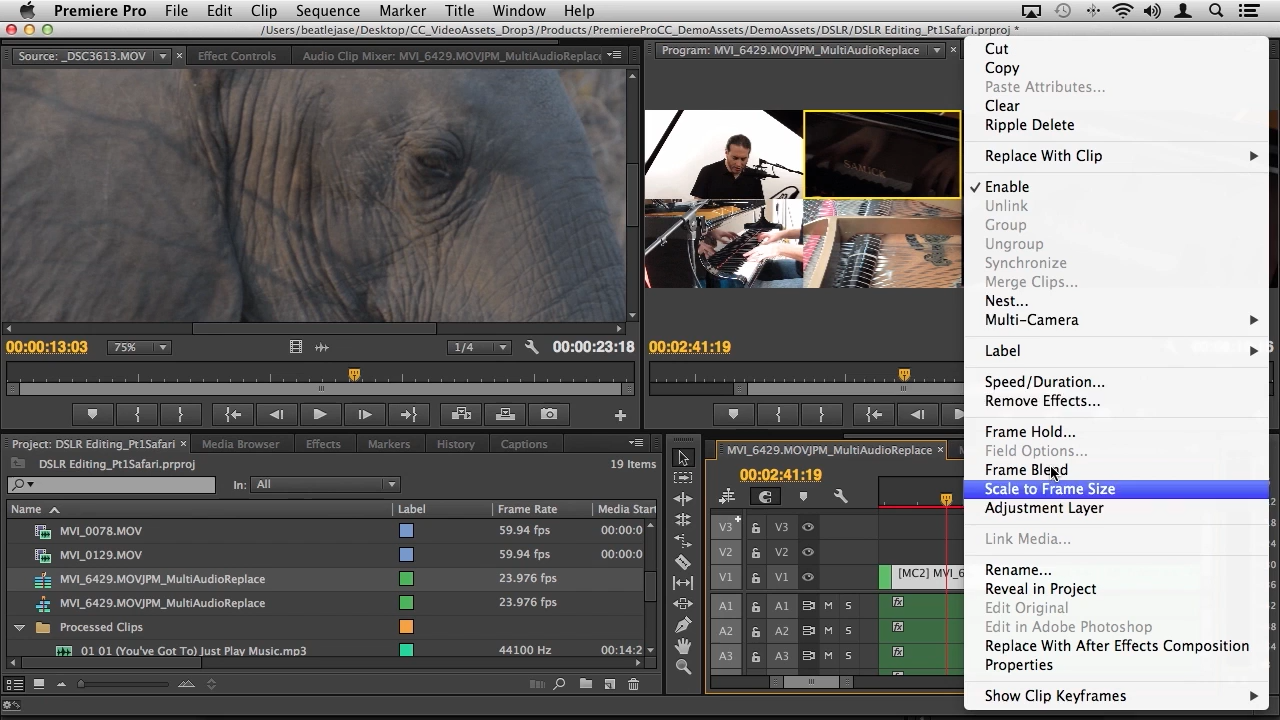 Premiere Pro File Edit Clip Sequence Marker Title Window Help
/Users/beatlejase/Desktop/CC_VideoAssets_Drop3/Products/PremiereProCC_DemoAssets/DemoAssets/DSLR/DSLR Editing_Pt1Safari.prproj *
Source: _DSC3613.MOV × Effect Controls Audio Clip Mixer: MVI_6429.MOVJPM_MultiAudioReplace
Program: MVI_6429.MOVJPM_MultiAudioReplace ×
SAMICK
00:00:13:03 75% 1/4 00:00:23:18
00:02:41:19
Cut
Copy
Paste Attributes...
Clear
Ripple Delete
Replace With Clip
Enable
Unlink
Group
Ungroup
Synchronize
Merge Clips...
Nest...
Multi-Camera
Label
Speed/Duration...
Remove Effects...
Frame Hold...
Field Options...
Frame Blend
Scale to Frame Size
Adjustment Layer
Link Media...
Rename...
Reveal in Project
Edit Original
Edit in Adobe Photoshop
Replace With After Effects Composition
Properties
Show Clip Keyframes
Project: DSLR Editing_Pt1Safari × Media Browser Effects Markers History Captions
DSLR Editing_Pt1Safari.prproj 19 Items
In: All
Name Label Frame Rate Media Start
MVI_0078.MOV 59.94 fps 00:00:0
MVI_0129.MOV 59.94 fps 00:00:0
MVI_6429.MOVJPM_MultiAudioReplace 23.976 fps
MVI_6429.MOVJPM_MultiAudioReplace 23.976 fps
Processed Clips
01 01 (You've Got To) Just Play Music.mp3 44100 Hz 00:14:2
MVI_6429.MOVJPM_MultiAudioReplace ×
00:02:41:19
V3 V3
V2 V2
V1 V1 [MC2] MVI_6
A1 A1 M S fx
A2 A2 M S fx
A3 A3 M S fx